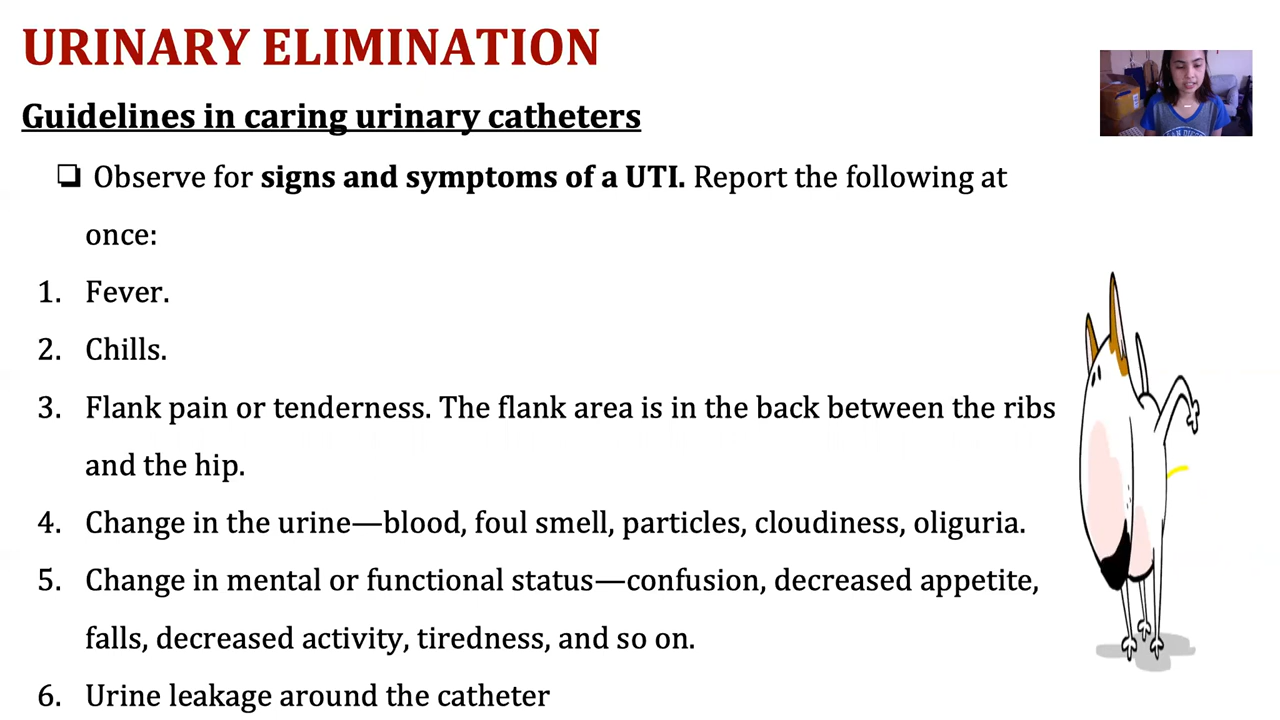 URINARY ELIMINATION
Guidelines in caring urinary catheters
❑ Observe for signs and symptoms of a UTI. Report the following at
once:
1. Fever.
2. Chills.
3. Flank pain or tenderness. The flank area is in the back between the ribs
and the hip.
4. Change in the urine—blood, foul smell, particles, cloudiness, oliguria.
5. Change in mental or functional status—confusion, decreased appetite,
falls, decreased activity, tiredness, and so on.
6. Urine leakage around the catheter